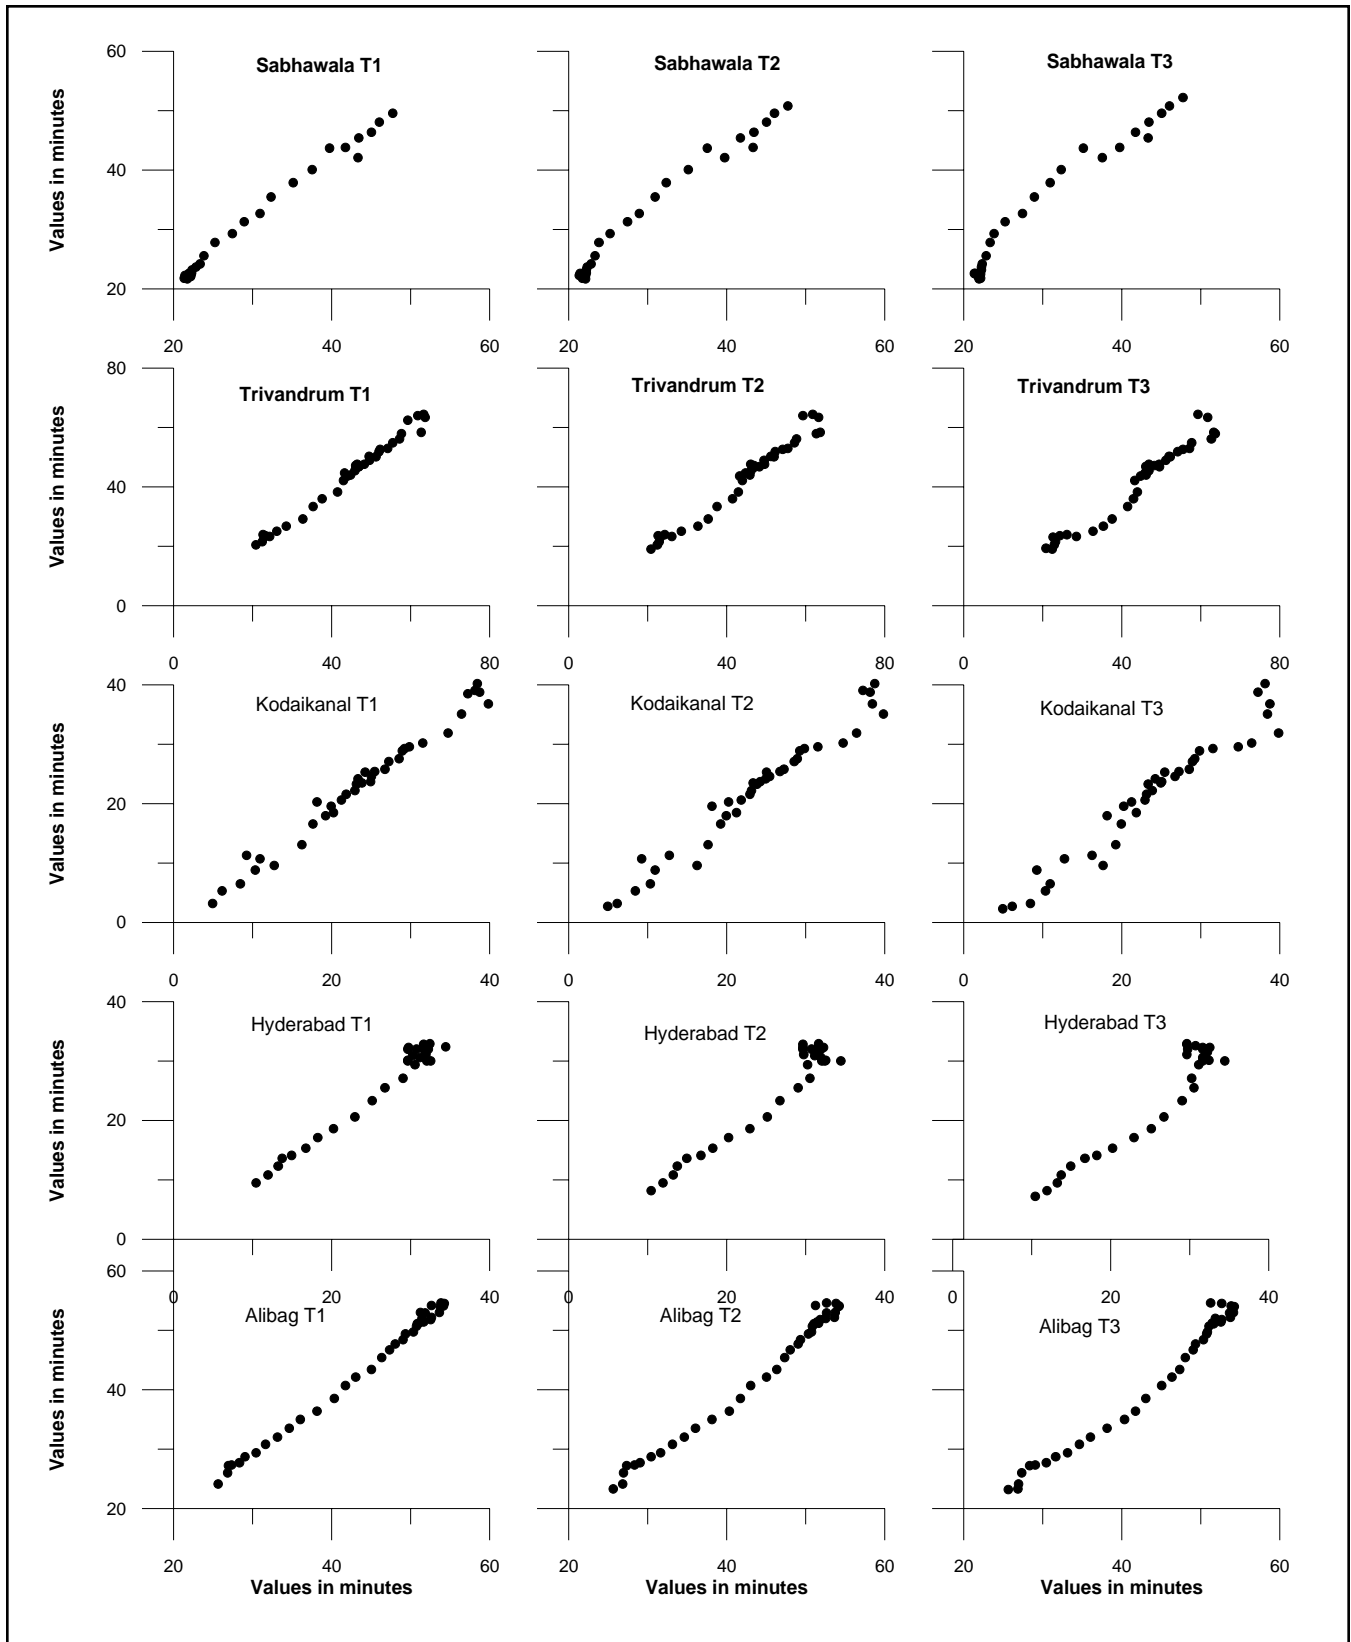 60
Sabhawala T1
Sabhawala T2
Sabhawala T3
Values in minutes
40
20
20 40 60 20 40 60 20 40 60
80
Trivandrum T1
Trivandrum T2
Trivandrum T3
Values in minutes
40
0
0 40 80 0 40 80 0 40 80
40
Kodaikanal T1
Kodaikanal T2
Kodaikanal T3
Values in minutes
20
0
0 20 40 0 20 40 0 20 40
40
Hyderabad T1
Hyderabad T2
Hyderabad T3
Values in minutes
20
0
0 20 40 0 20 40 0 20 40
60
Alibag T1
Alibag T2
Alibag T3
Values in minutes
40
20
20 40 60 20 40 60 20 40 60
Values in minutes Values in minutes Values in minutes